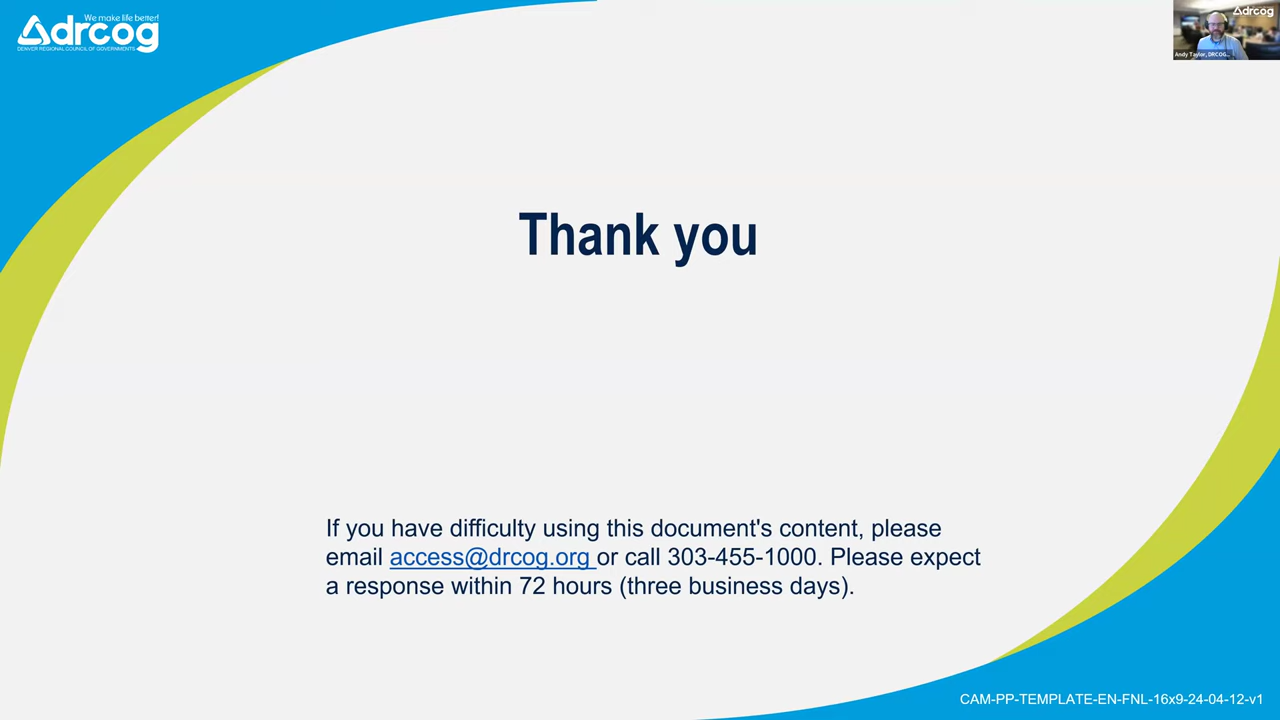 We make life better!
drcog
DENVER REGIONAL COUNCIL OF GOVERNMENTS
drcog
Andy Taylor, DRCOG...
Thank you
If you have difficulty using this document's content, please
email access@drcog.org or call 303-455-1000. Please expect
a response within 72 hours (three business days).
CAM-PP-TEMPLATE-EN-FNL-16x9-24-04-12-v1